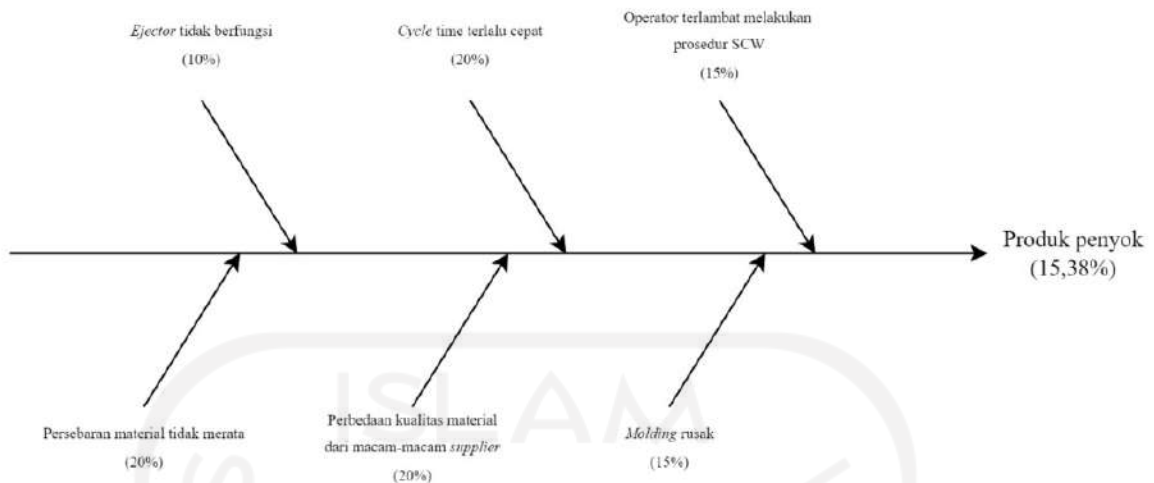 Ejector tidak berfungsi
(10%)
Cycle time terlalu cepat
(20%)
Operator terlambat melakukan
prosedur SCW
(15%)
Produk penyok
(15,38%)
Persebaran material tidak merata
(20%)
Perbedaan kualitas material
dari macam-macam supplier
(20%)
Molding rusak
(15%)
ISLAM